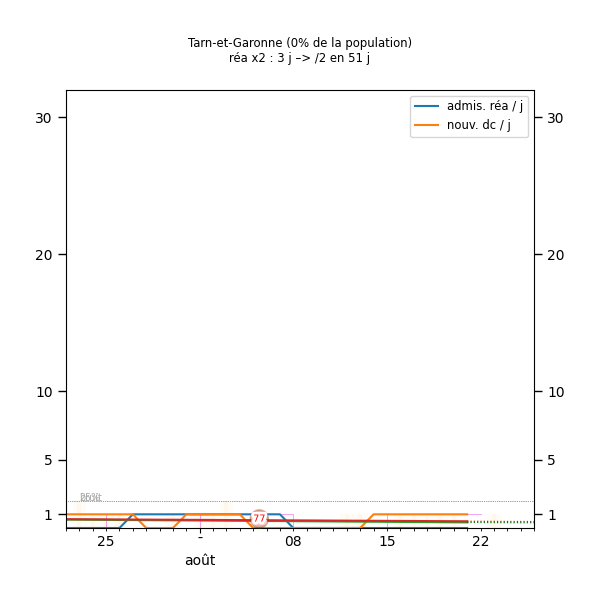 Tarn-et-Garonne (0% de la population)
réa x2 : 3 j –> /2 en 51 j
admis. réa / j
nouv. dc / j
30 30
20 20
10 10
5 5
1 1
77
25 - 08 15 22
août